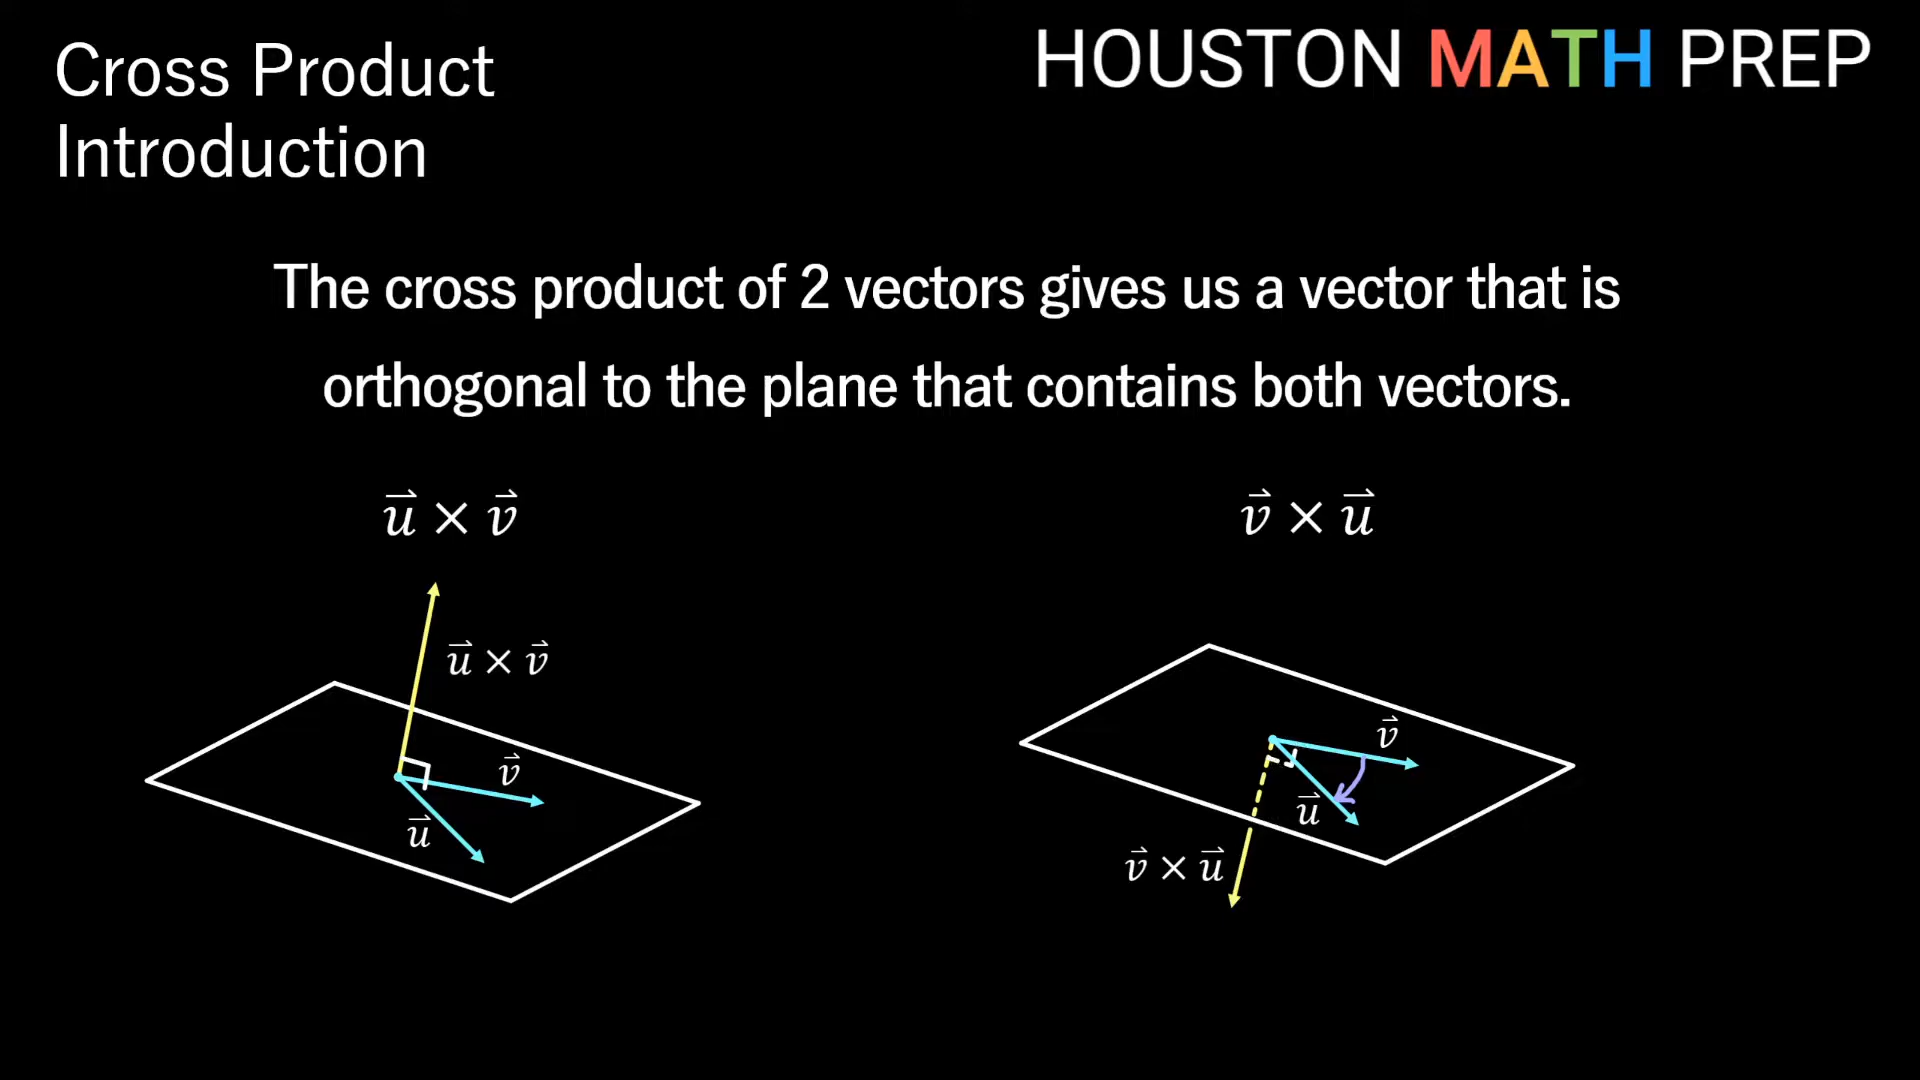 Cross Product
Introduction
HOUSTON MATH PREP
The cross product of 2 vectors gives us a vector that is
orthogonal to the plane that contains both vectors.
u⃗ × v⃗
v⃗ × u⃗
u⃗ × v⃗
v⃗
u⃗
v⃗
u⃗
v⃗ × u⃗